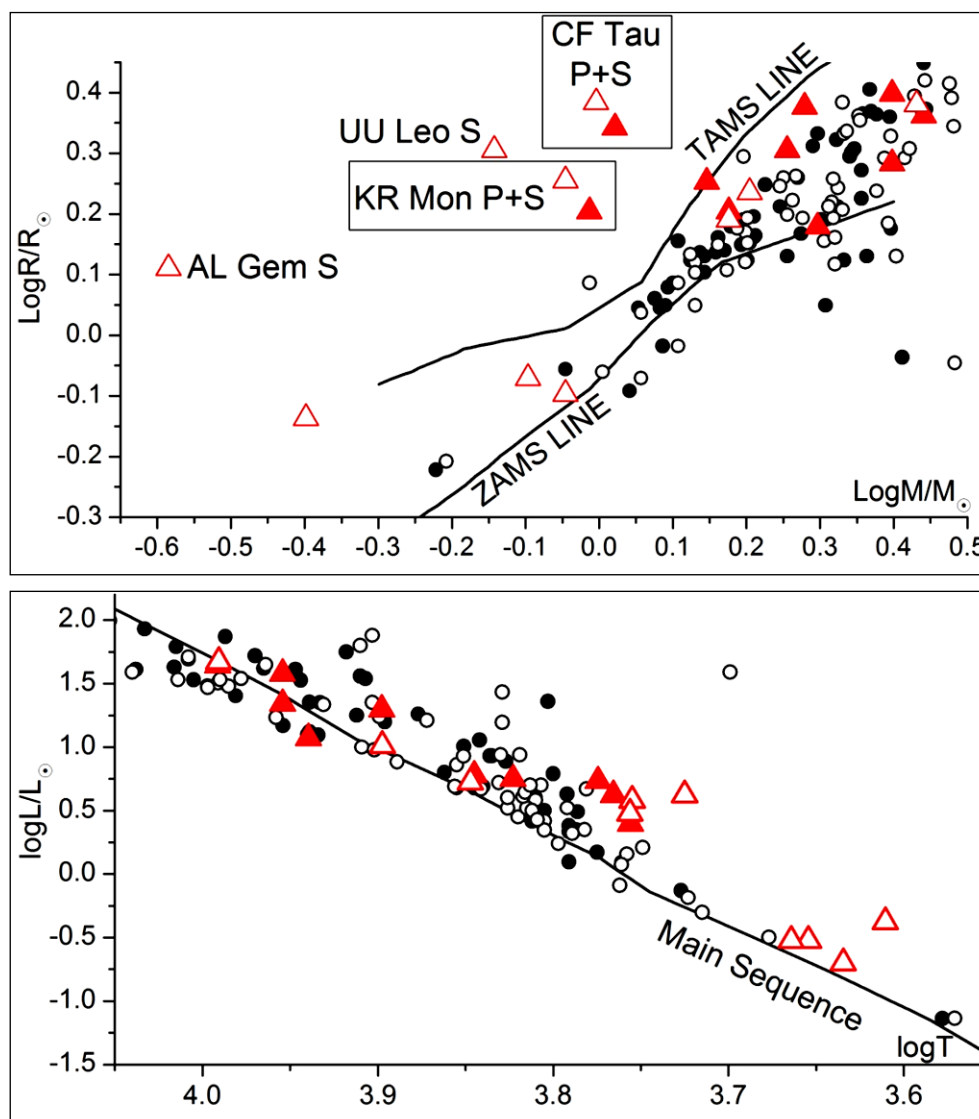 CF Tau
P+S
0.4
TAMS LINE
UU Leo S
0.3
KR Mon P+S
0.2
LogR/R☉
AL Gem S
0.1
0.0
-0.1
ZAMS LINE
-0.2
LogM/M☉
-0.3
-0.6 -0.5 -0.4 -0.3 -0.2 -0.1 0.0 0.1 0.2 0.3 0.4 0.5
2.0
1.5
1.0
logL/L☉
0.5
0.0
-0.5
Main Sequence
-1.0
logT
-1.5
4.0 3.9 3.8 3.7 3.6